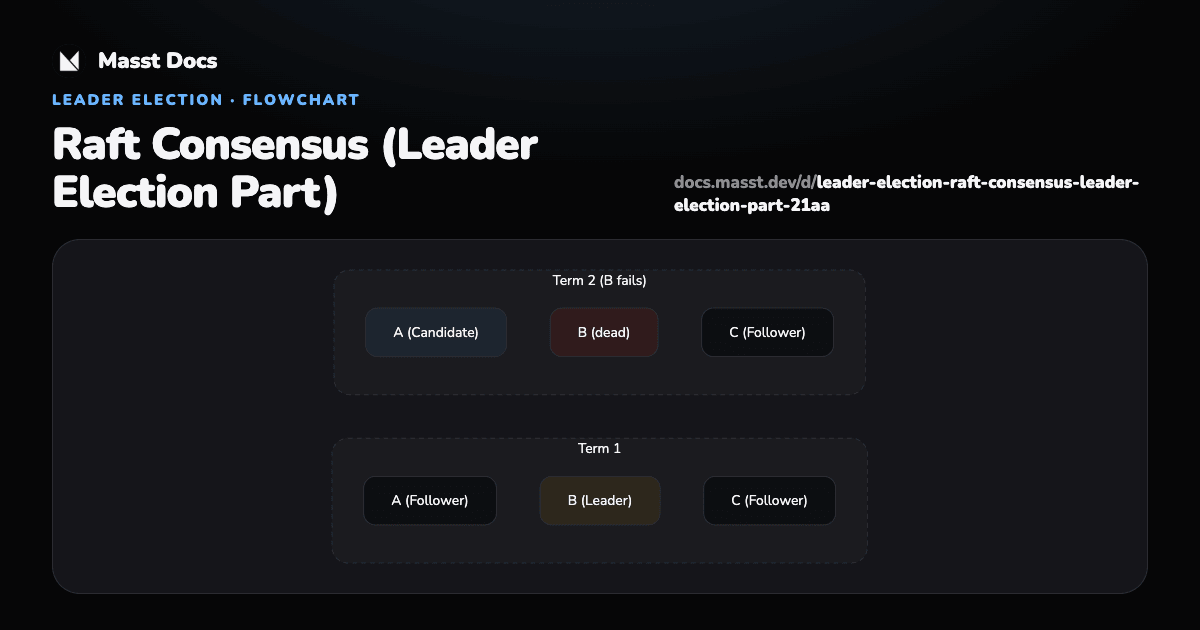 Masst Docs
LEADER ELECTION · FLOWCHART
Raft Consensus (Leader
Election Part)
docs.masst.dev/d/leader-election-raft-consensus-leader-
election-part-21aa
Term 2 (B fails)
A (Candidate)
B (dead)
C (Follower)
Term 1
A (Follower)
B (Leader)
C (Follower)